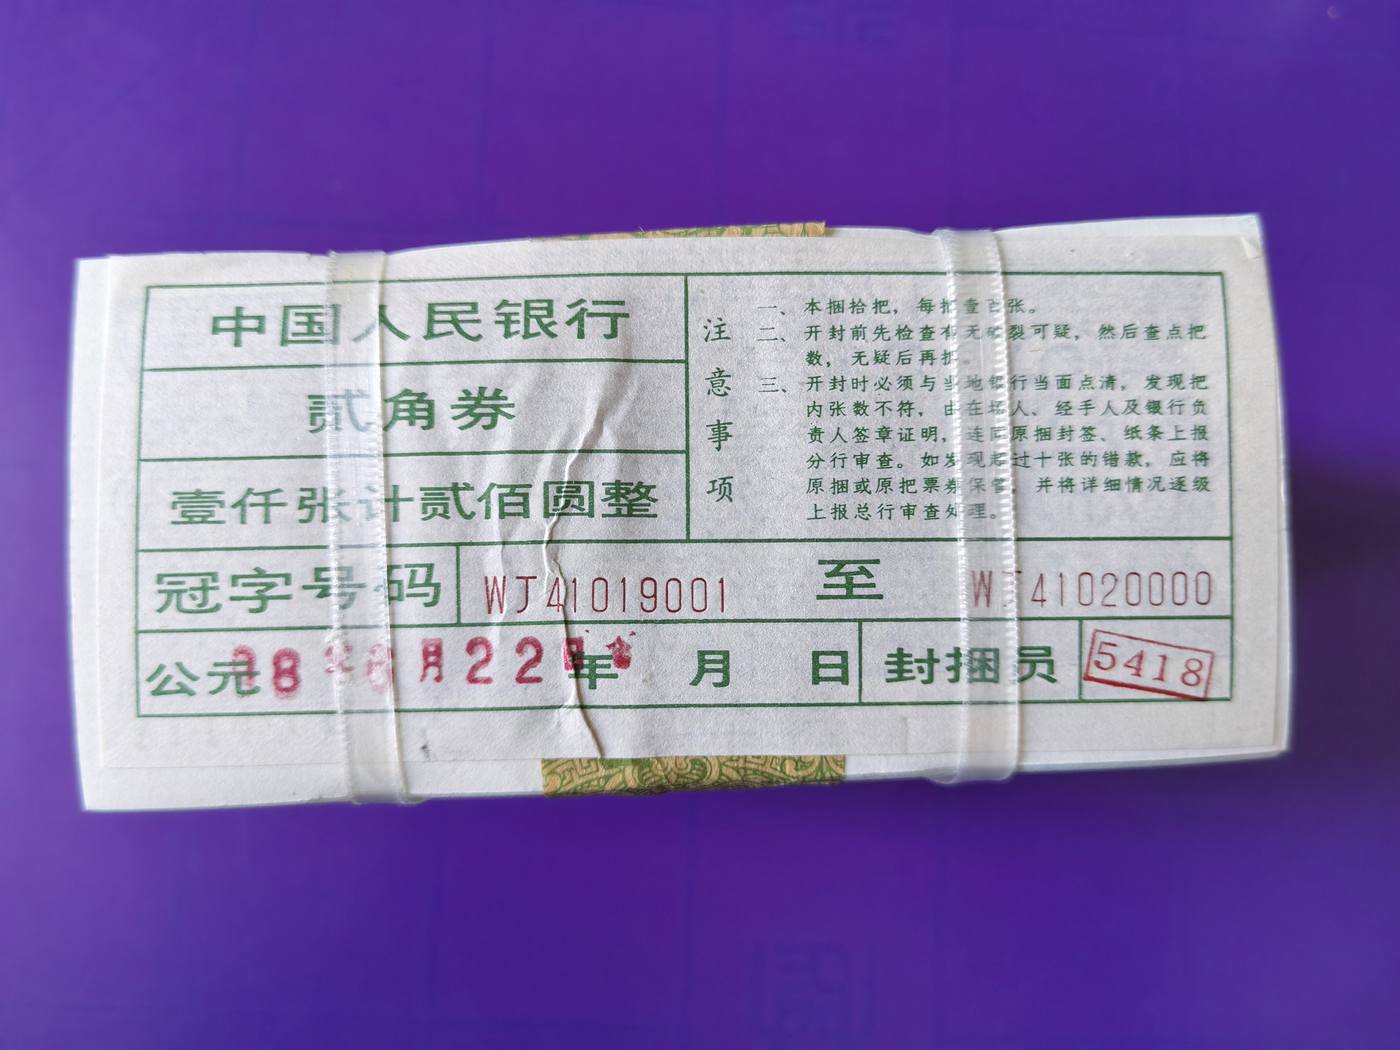 中国人民银行
贰角券
壹仟张计贰佰圆整
注意事项
一、本捆拾把，每把壹百张。
二、开封前先检查有无破裂可疑，然后查点把
数，无疑后再拆。
三、开封时必须与当地银行当面点清，发现把
内张数不符，由在场人、经手人及银行负
责人签章证明，连同原捆封签、纸条上报
分行审查。如发现超过十张的错款，应将
原捆或原把票券保管，并将详细情况逐级
上报总行审查处理。
冠字号码 WJ41019001 至 WJ41020000
公元 年 月 日 封捆员 5418
8 月22